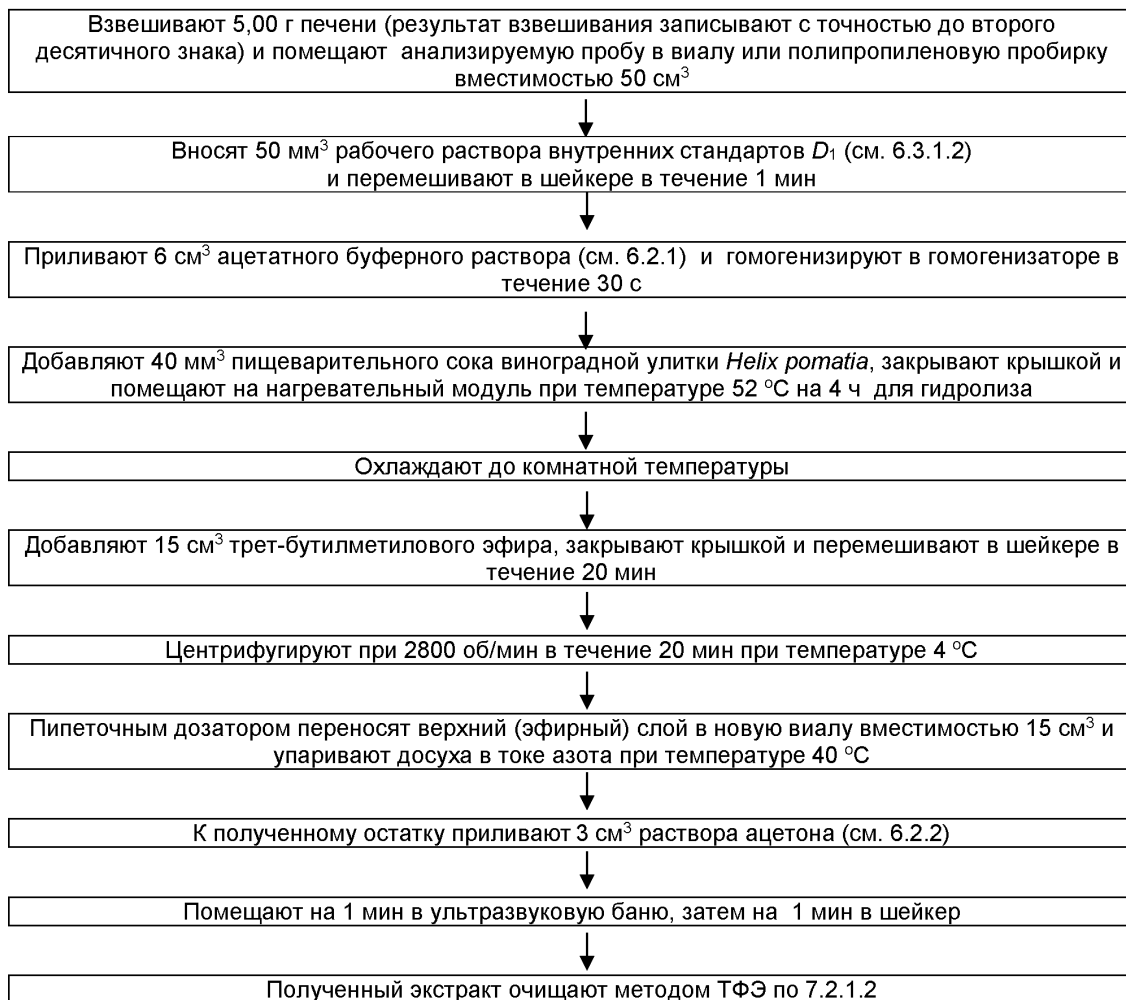 Взвешивают 5,00 г печени (результат взвешивания записывают с точностью до второго
десятичного знака) и помещают анализируемую пробу в виалу или полипропиленовую пробирку
вместимостью 50 см³
Вносят 50 мм³ рабочего раствора внутренних стандартов D₁ (см. 6.3.1.2)
и перемешивают в шейкере в течение 1 мин
Приливают 6 см³ ацетатного буферного раствора (см. 6.2.1) и гомогенизируют в гомогенизаторе в
течение 30 с
Добавляют 40 мм³ пищеварительного сока виноградной улитки Helix pomatia, закрывают крышкой и
помещают на нагревательный модуль при температуре 52 °С на 4 ч для гидролиза
Охлаждают до комнатной температуры
Добавляют 15 см³ трет-бутилметилового эфира, закрывают крышкой и перемешивают в шейкере в
течение 20 мин
Центрифугируют при 2800 об/мин в течение 20 мин при температуре 4 °С
Пипеточным дозатором переносят верхний (эфирный) слой в новую виалу вместимостью 15 см³ и
упаривают досуха в токе азота при температуре 40 °С
К полученному остатку приливают 3 см³ раствора ацетона (см. 6.2.2)
Помещают на 1 мин в ультразвуковую баню, затем на 1 мин в шейкер
Полученный экстракт очищают методом ТФЭ по 7.2.1.2